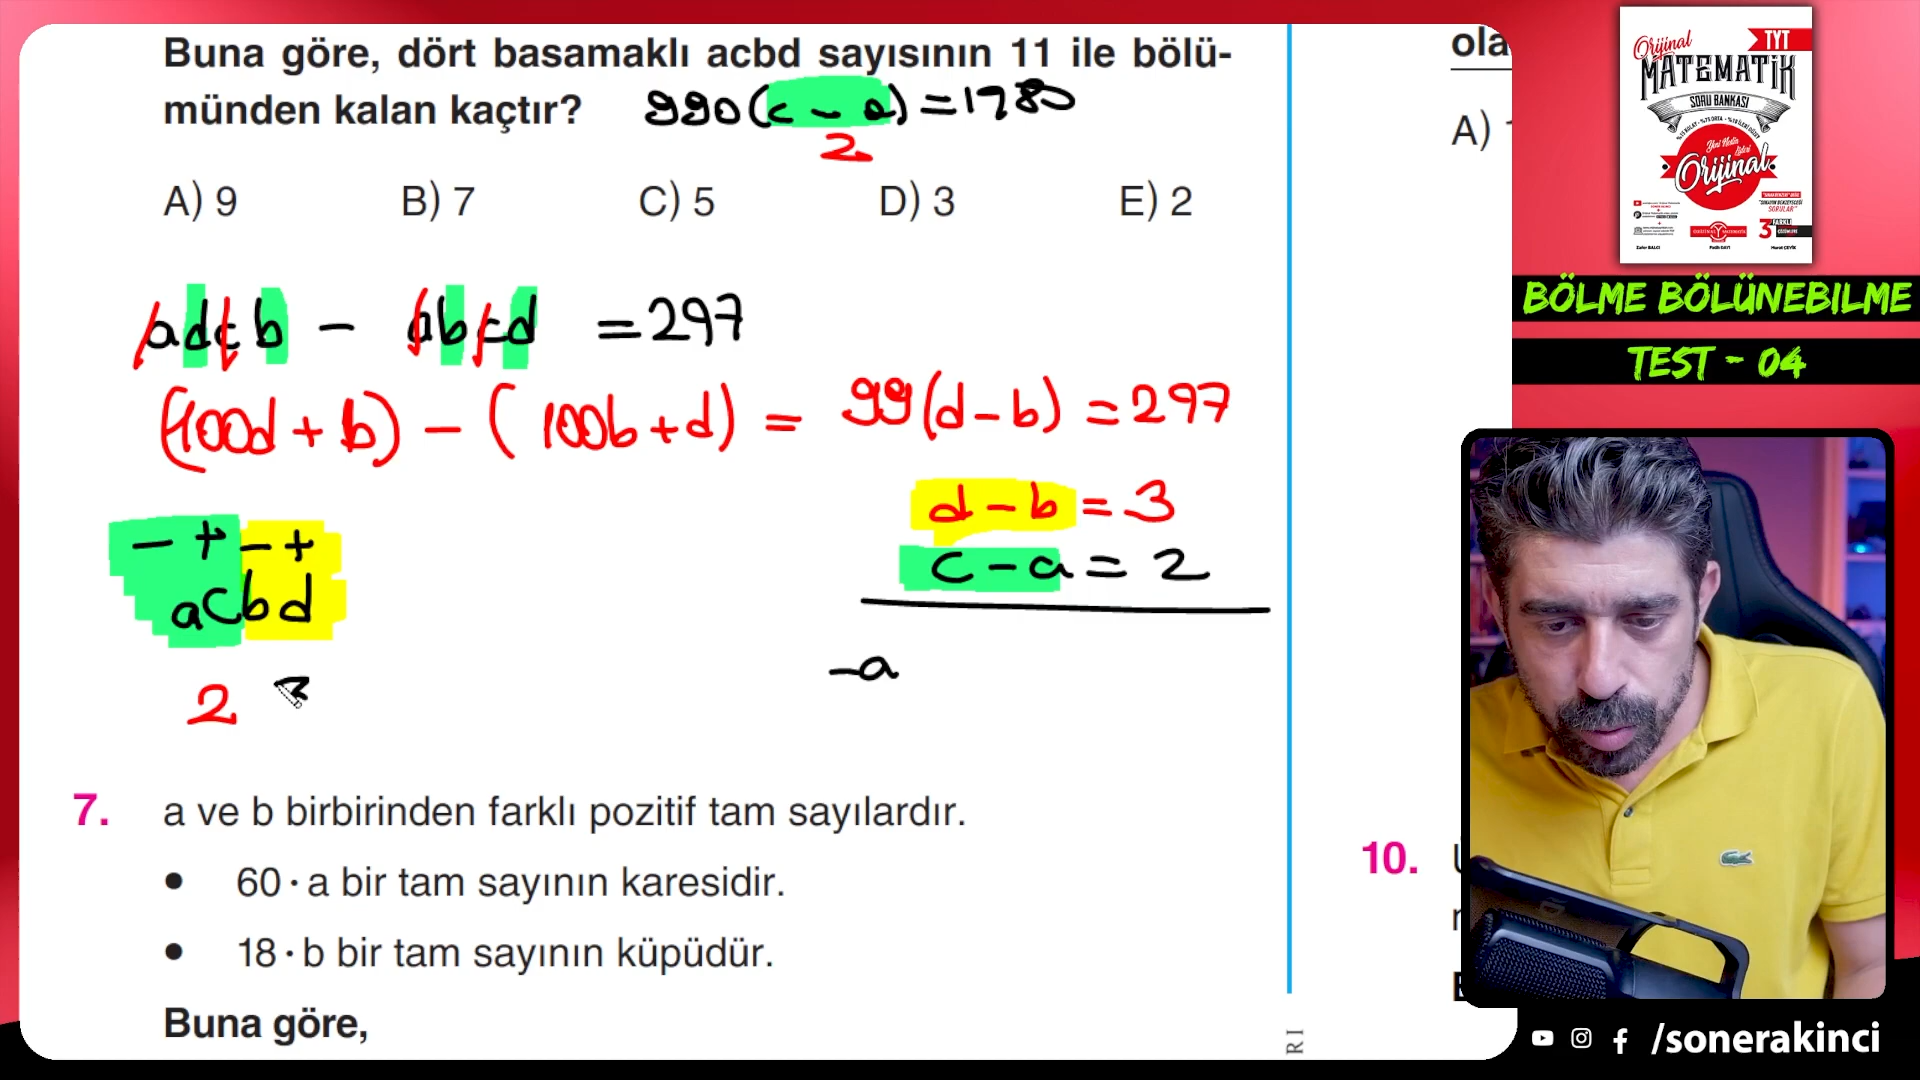 Buna göre, dört basamaklı acbd sayısının 11 ile bölü-
münden kalan kaçtır?
990(c - a) = 1980
2
A) 9 B) 7 C) 5 D) 3 E) 2
adcb - abcd = 297
(100d + b) - (100b + d) = 99(d - b) = 297
d - b = 3
c - a = 2
- + - +
acbd
-a
2
7. a ve b birbirinden farklı pozitif tam sayılardır.
• 60 · a bir tam sayının karesidir.
• 18 · b bir tam sayının küpüdür.
Buna göre,
ola
A)
10.
RI
Orijinal
TYT
MATEMATİK
SORU BANKASI
Orijinal
3
BÖLME BÖLÜNEBILME
TEST - 04
/sonerakinci